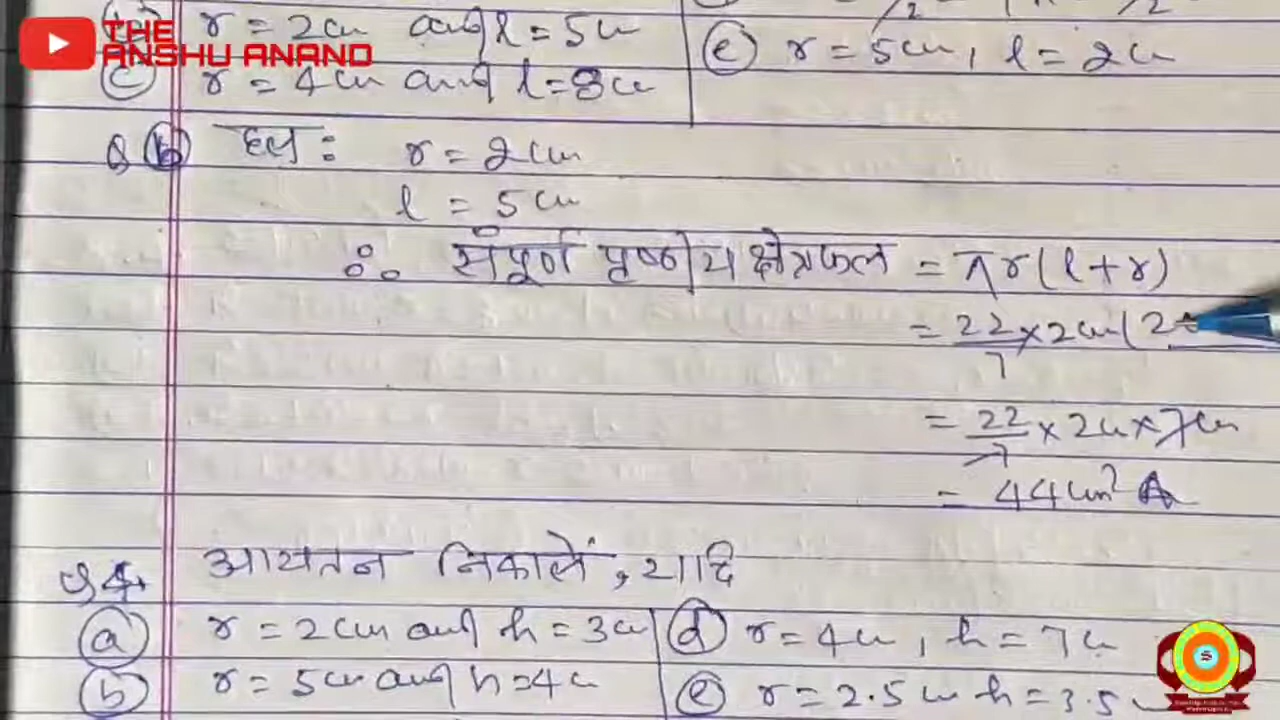 THE
ANSHU ANAND
r = 2cm and l = 5cm
(c) r = 4cm and l = 8cm
(e) r = 5cm, l = 2cm
Q (b) हल : r = 2cm
l = 5cm
∴ संपूर्ण पृष्ठीय क्षेत्रफल = πr(l+r)
= 22/7 × 2cm(2+
= 22/7 × 2cm × 7cm
= 44cm² A
Q4. आयतन निकालें, यदि
(a) r = 2cm and h = 3cm
(b) r = 5cm and h = 4cm
(d) r = 4cm, h = 7cm
(e) r = 2.5cm h = 3.5
S